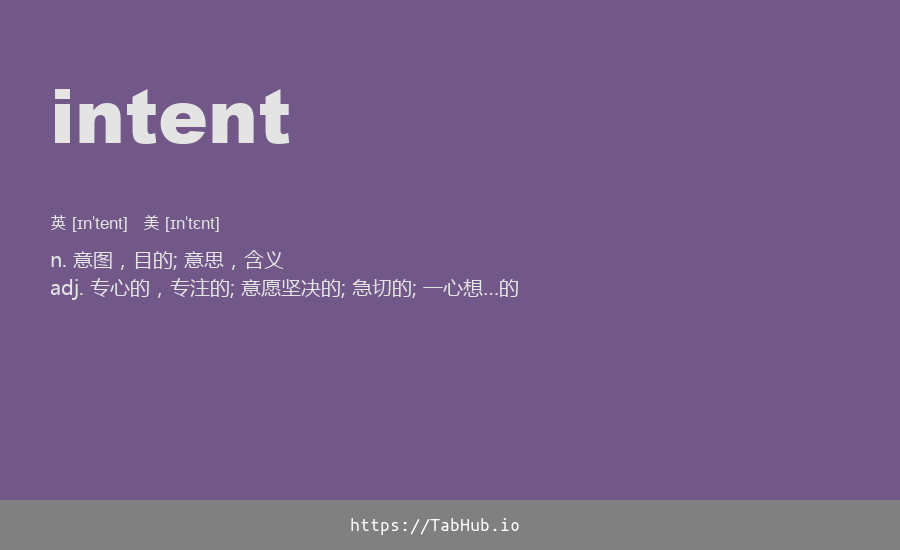 intent
英 [ɪn'tent] 美 [ɪn'tɛnt]
n. 意图，目的; 意思，含义
adj. 专心的，专注的; 意愿坚决的; 急切的; 一心想…的
https://TabHub.io